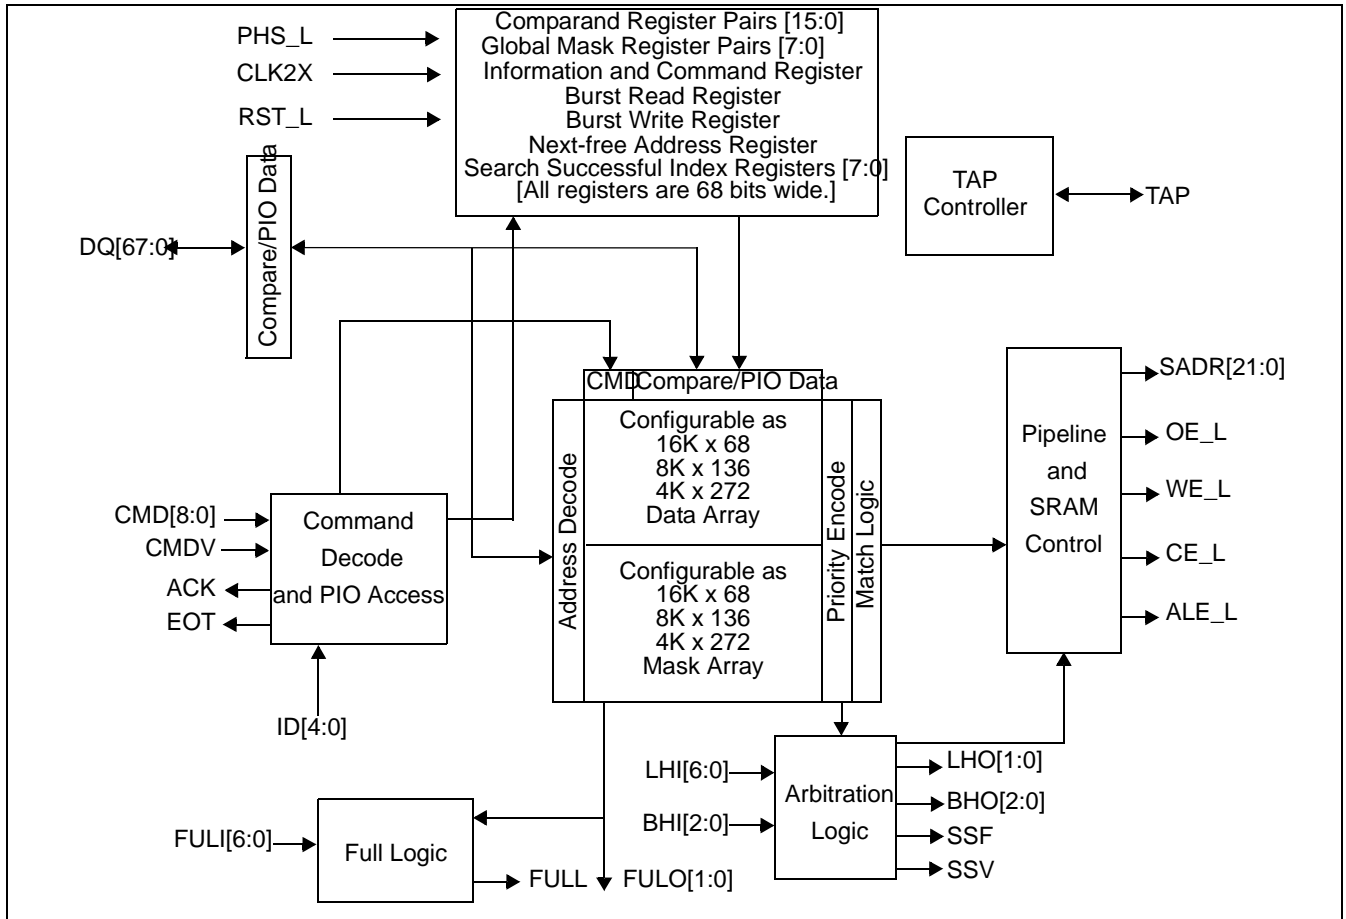 Comparand Register Pairs [15:0]
Global Mask Register Pairs [7:0]
Information and Command Register
Burst Read Register
Burst Write Register
Next-free Address Register
Search Successful Index Registers [7:0]
[All registers are 68 bits wide.]
PHS_L
CLK2X
RST_L
Compare/PIO Data
DQ[67:0]
TAP
Controller
TAP
CMD
Compare/PIO Data
Address Decode
Configurable as
16K x 68
8K x 136
4K x 272
Data Array
Configurable as
16K x 68
8K x 136
4K x 272
Mask Array
Priority Encode
Match Logic
Pipeline
and
SRAM
Control
SADR[21:0]
OE_L
WE_L
CE_L
ALE_L
CMD[8:0]
CMDV
ACK
EOT
Command
Decode
and PIO Access
ID[4:0]
LHI[6:0]
BHI[2:0]
Arbitration
Logic
LHO[1:0]
BHO[2:0]
SSF
SSV
FULI[6:0]
Full Logic
FULL
FULO[1:0]